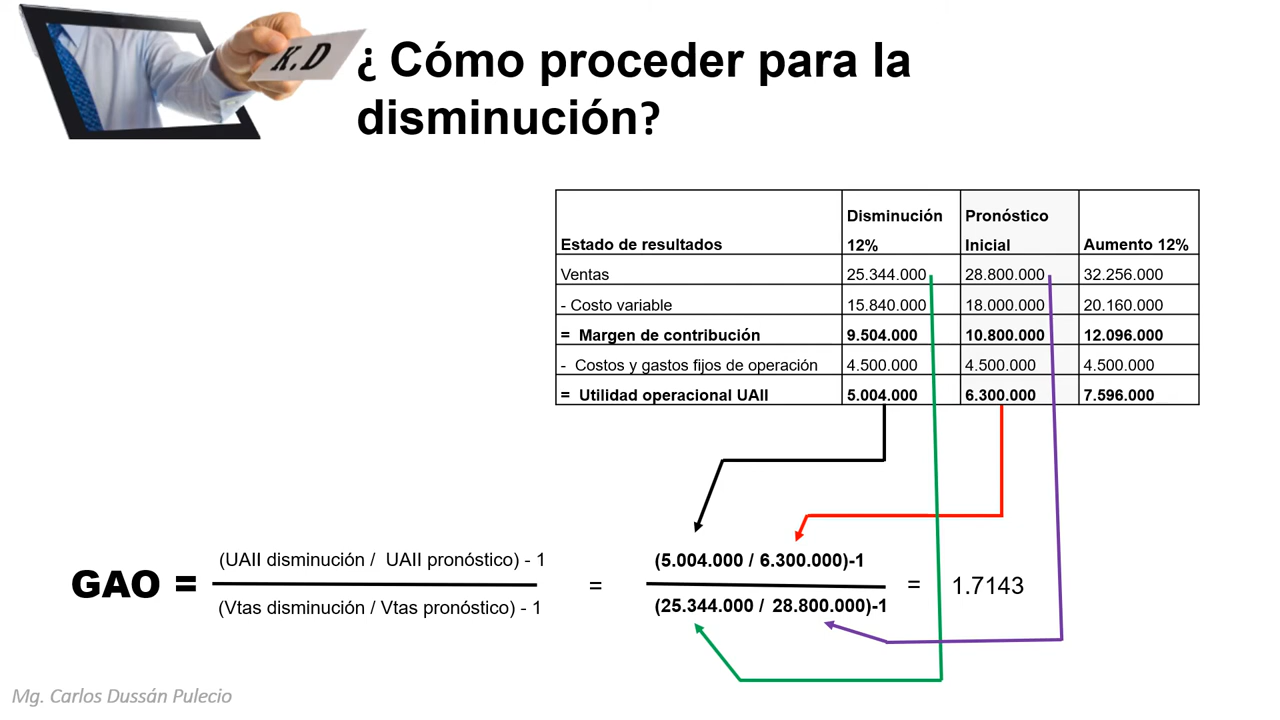 K.D
¿ Cómo proceder para la
disminución?
Estado de resultados Disminución 12% Pronóstico Inicial Aumento 12%
Ventas 25.344.000 28.800.000 32.256.000
- Costo variable 15.840.000 18.000.000 20.160.000
= Margen de contribución 9.504.000 10.800.000 12.096.000
- Costos y gastos fijos de operación 4.500.000 4.500.000 4.500.000
= Utilidad operacional UAII 5.004.000 6.300.000 7.596.000
(UAII disminución / UAII pronóstico) - 1 (5.004.000 / 6.300.000)-1
GAO = = = 1.7143
(Vtas disminución / Vtas pronóstico) - 1 (25.344.000 / 28.800.000)-1
Mg. Carlos Dussán Pulecio